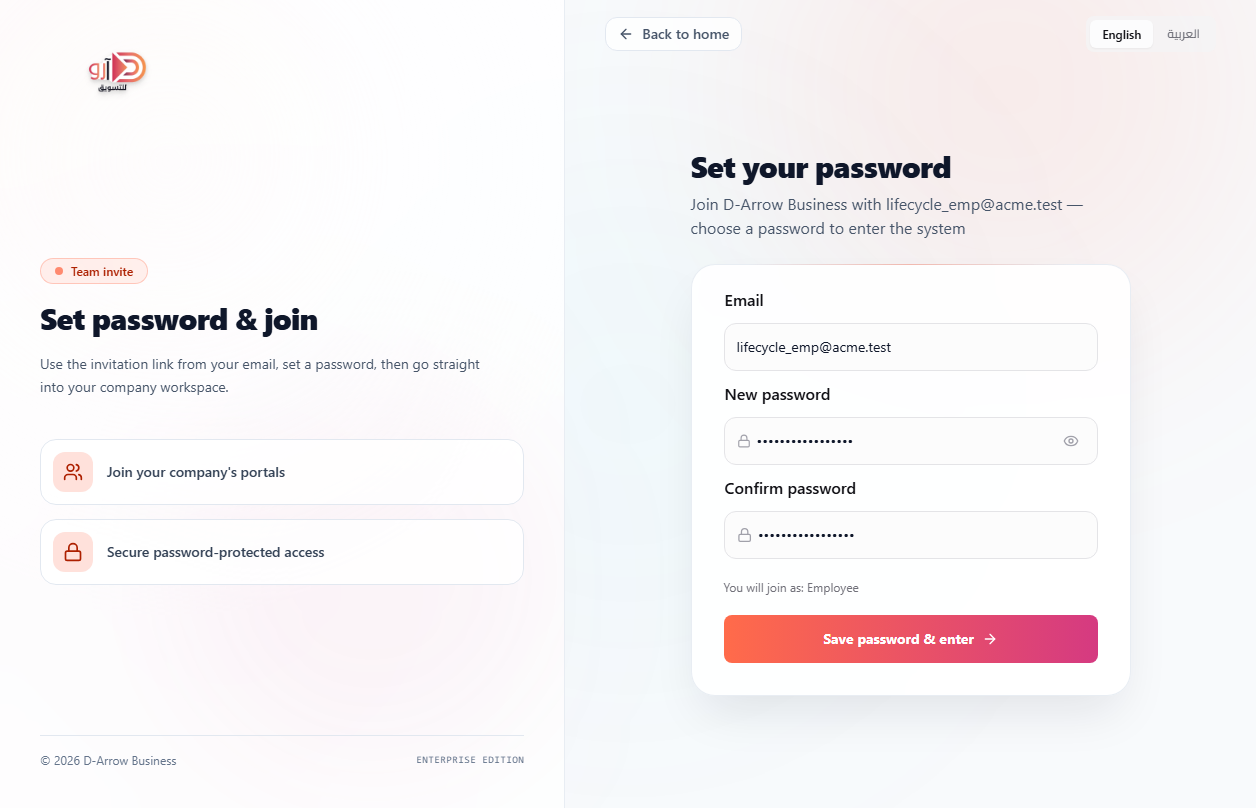 آرو
للتسويق
Team invite
Set password & join
Use the invitation link from your email, set a password, then go straight
into your company workspace.
Join your company's portals
Secure password-protected access
© 2026 D-Arrow Business
ENTERPRISE EDITION
Back to home
English
العربية
Set your password
Join D-Arrow Business with lifecycle_emp@acme.test —
choose a password to enter the system
Email
lifecycle_emp@acme.test
New password
•••••••••••••••••
Confirm password
•••••••••••••••••
You will join as: Employee
Save password & enter